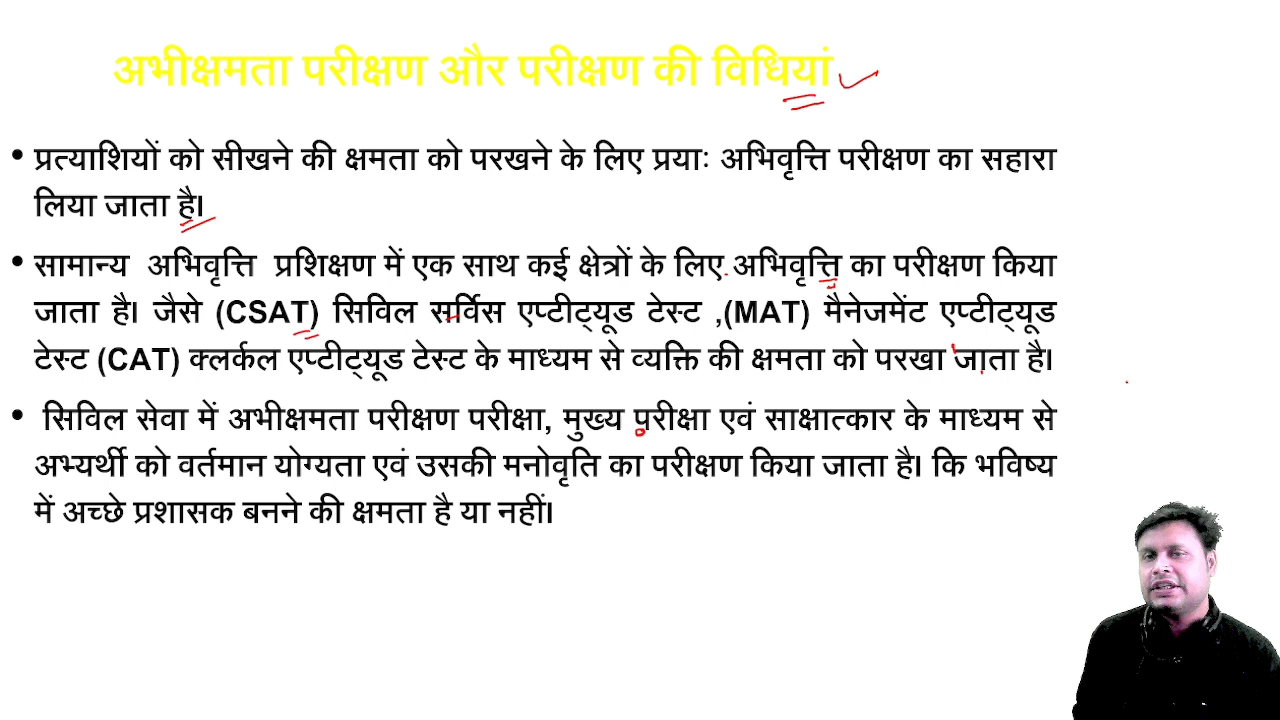 अभीक्षमता परीक्षण और परीक्षण की विधियां
• प्रत्याशियों को सीखने की क्षमता को परखने के लिए प्रयाः अभिवृत्ति परीक्षण का सहारा
लिया जाता है।
• सामान्य अभिवृत्ति प्रशिक्षण में एक साथ कई क्षेत्रों के लिए अभिवृत्ति का परीक्षण किया
जाता है। जैसे (CSAT) सिविल सर्विस एप्टीट्यूड टेस्ट ,(MAT) मैनेजमेंट एप्टीट्यूड
टेस्ट (CAT) क्लर्कल एप्टीट्यूड टेस्ट के माध्यम से व्यक्ति की क्षमता को परखा जाता है।
• सिविल सेवा में अभीक्षमता परीक्षण परीक्षा, मुख्य परीक्षा एवं साक्षात्कार के माध्यम से
अभ्यर्थी को वर्तमान योग्यता एवं उसकी मनोवृति का परीक्षण किया जाता है। कि भविष्य
में अच्छे प्रशासक बनने की क्षमता है या नहीं।